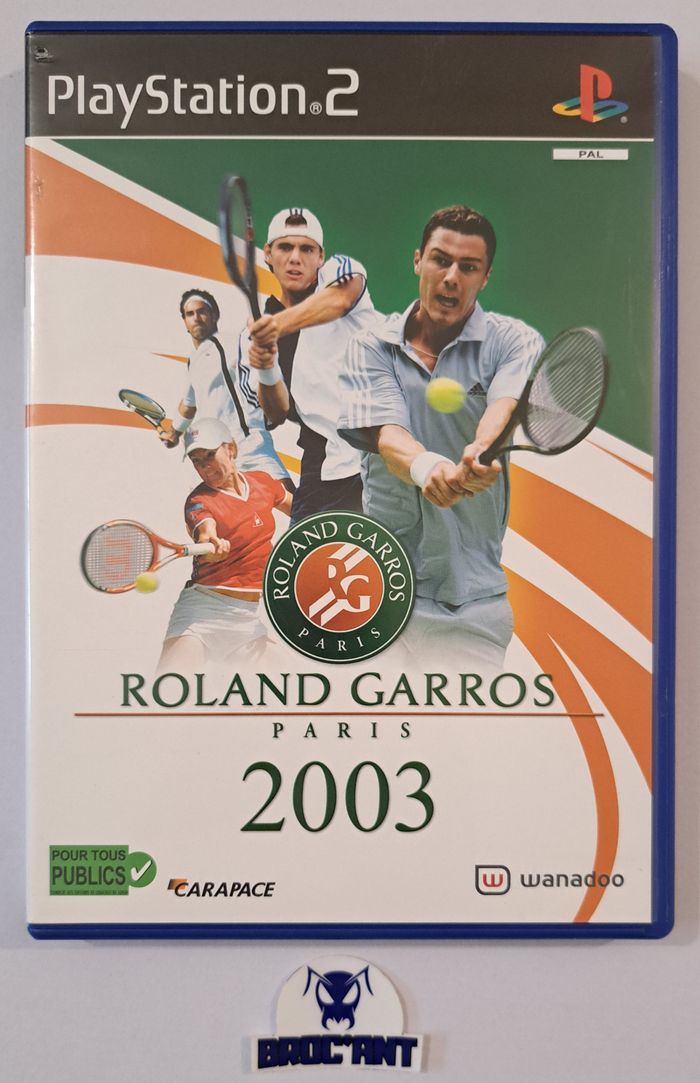 PlayStation®2
PAL
ROLAND GARROS
RG
PARIS
ROLAND GARROS
PARIS
2003
POUR TOUS
PUBLICS
CARAPACE
w wanadoo
BROC*ANT